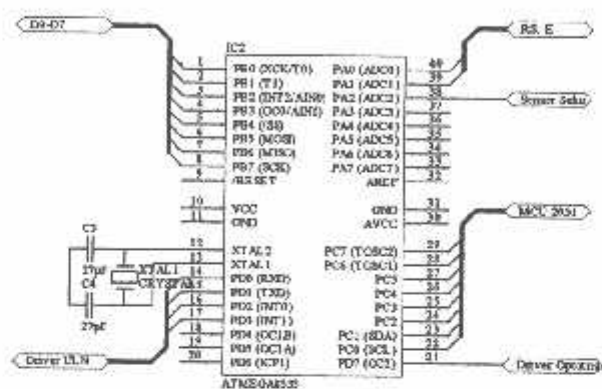 D0-D7
IC2
RS. E
1 PB0 (XCK/T0) PA0 (ADC0) 40
2 PB1 (T1) PA1 (ADC1) 39
3 PB2 (INT2/AIN0) PA2 (ADC2) 38
Sensor Suhu
4 PB3 (OC0/AIN1) PA3 (ADC3) 37
5 PB4 (SS) PA4 (ADC4) 36
6 PB5 (MOSI) PA5 (ADC5) 35
7 PB6 (MISO) PA6 (ADC6) 34
8 PB7 (SCK) PA7 (ADC7) 33
9 /RESET AREF 32
10 VCC GND 31
11 GND AVCC 30
MCU 2051
C3
12 XTAL2 PC7 (TOSC2) 29
13 XTAL1 PC6 (TOSC1) 28
27pF
XTAL1
CRYSTAL
C4
27pF
14 PD0 (RXD) PC5 27
15 PD1 (TXD) PC4 26
16 PD2 (INT0) PC3 25
17 PD3 (INT1) PC2 24
18 PD4 (OC1B) PC1 (SDA) 23
19 PD5 (OC1A) PC0 (SCL) 22
20 PD6 (ICP1) PD7 (OC2) 21
Driver ULN
ATMEGA8535